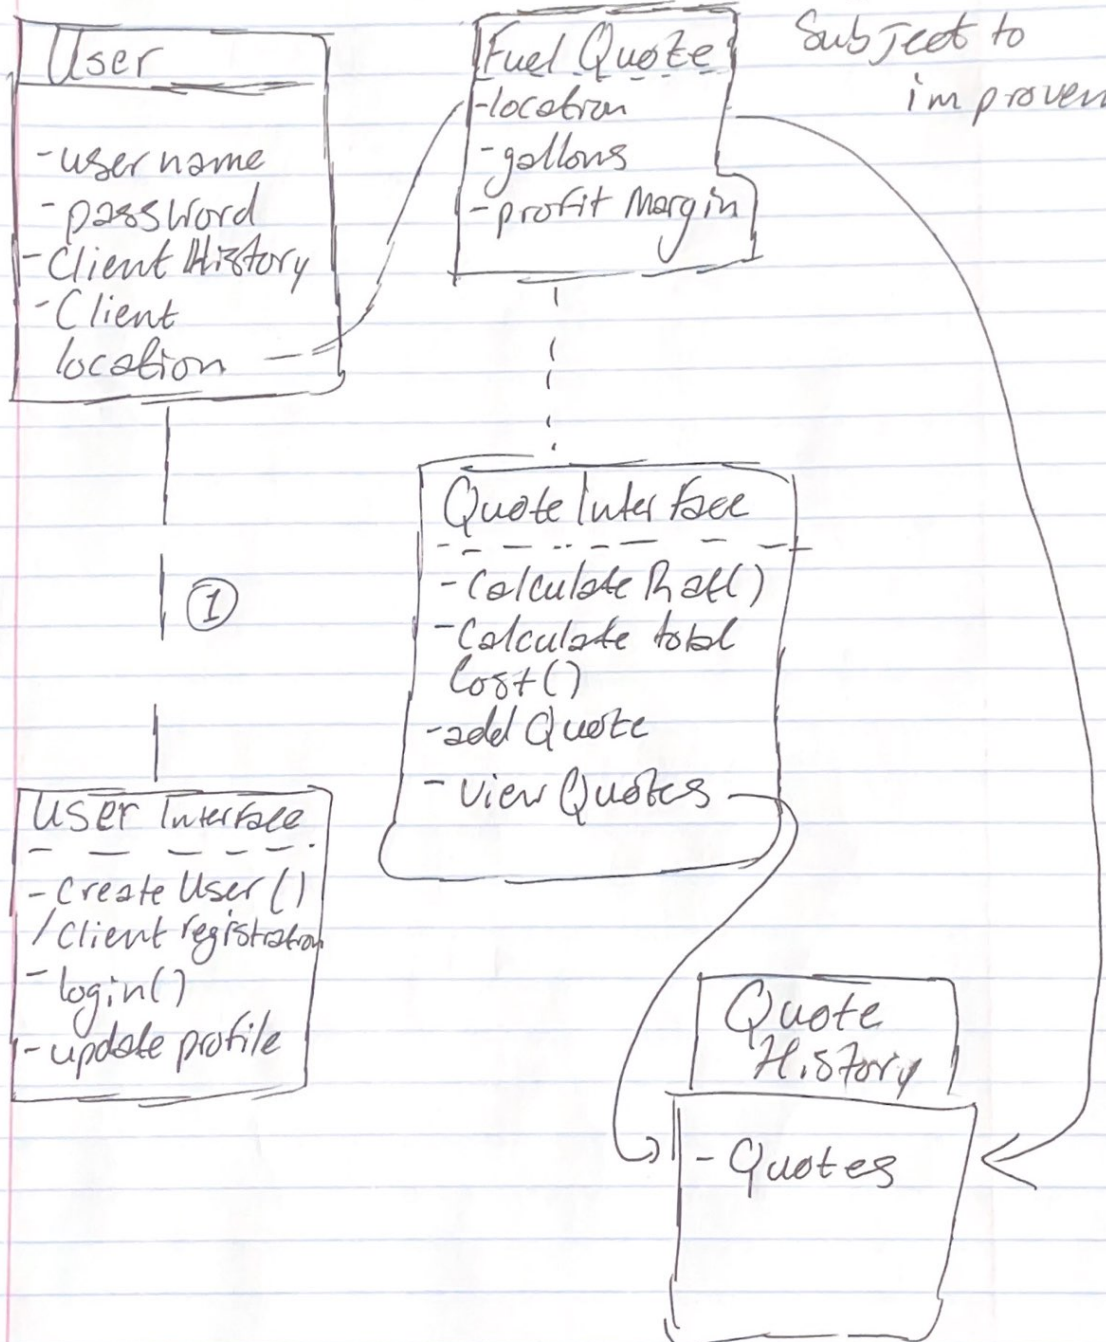 User
- username
- password
- Client History
- Client
location
Fuel Quote
- location
- gallons
- profit Margin
Subject to
improvem
①
Quote Interface
- Calculate Rate()
- Calculate total
Cost()
- add Quote
- View Quotes
User Interface
- Create User()
/Client registration
- login()
- update profile
Quote
History
- Quotes